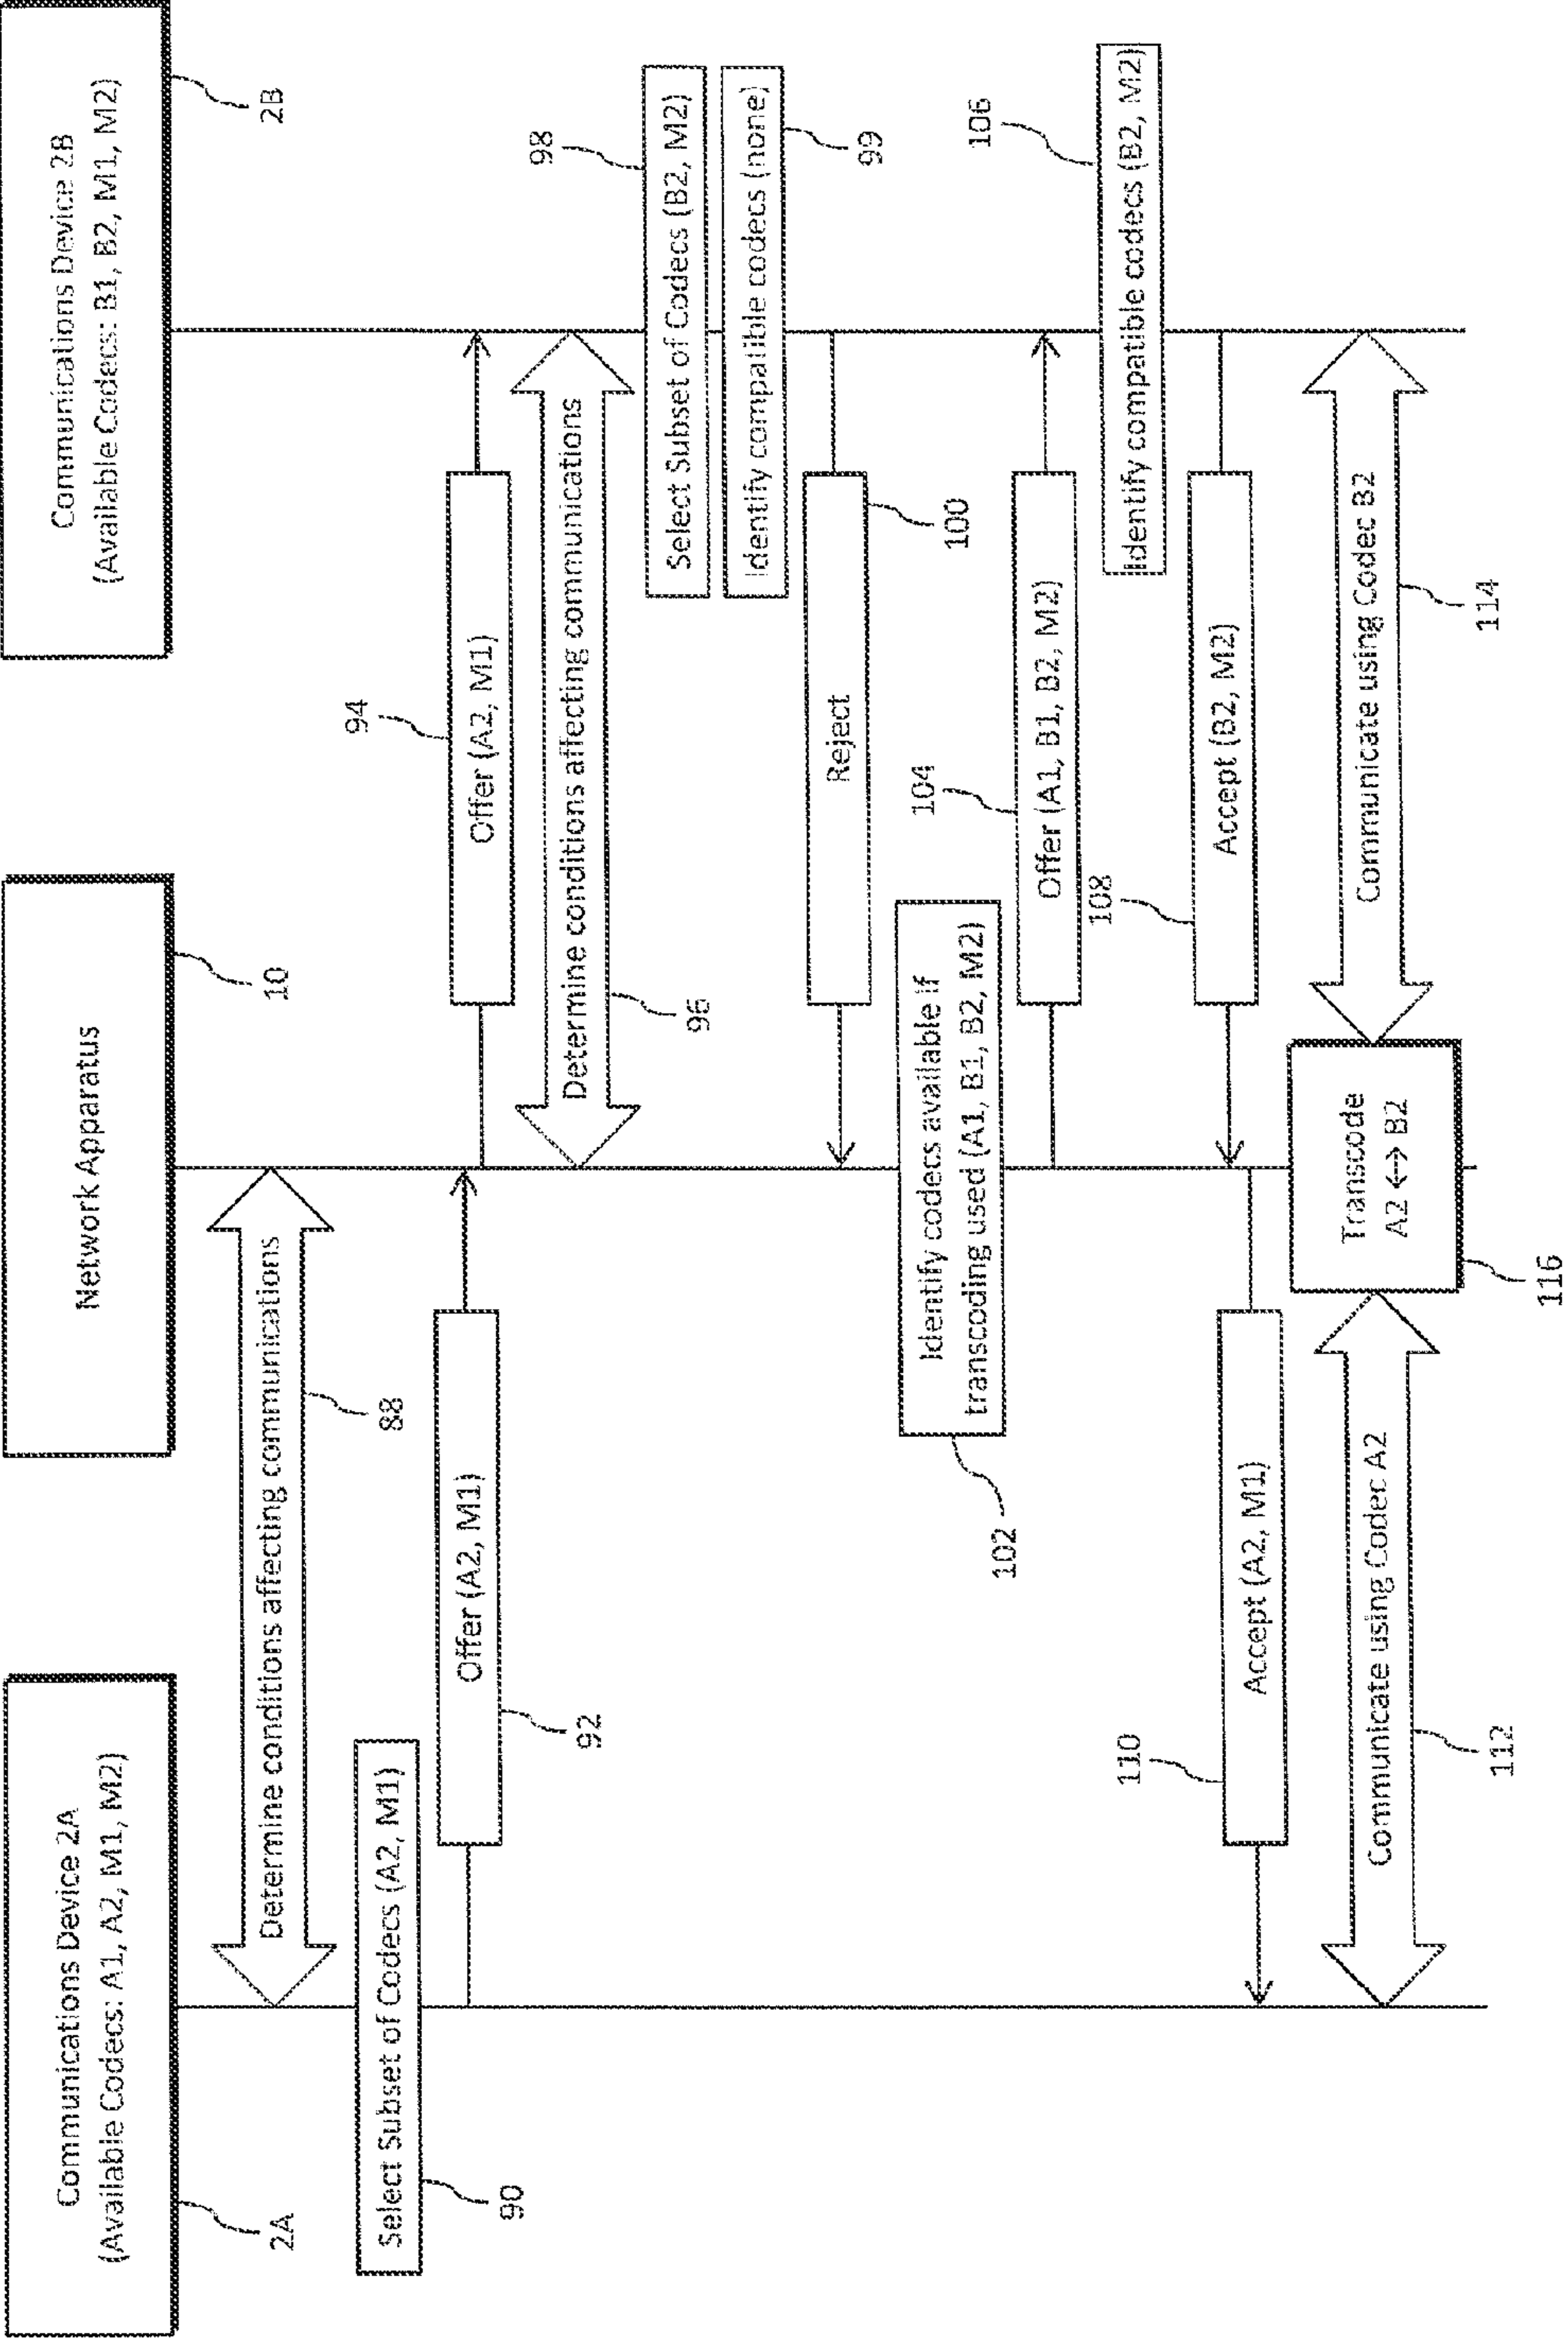 Communications Device 2A
(Available Codecs: A1, A2, M1, M2)
2A
Network Apparatus
10
Communications Device 2B
(Available Codecs: B1, B2, M1, M2)
2B
Determine conditions affecting communications
88
Select Subset of Codecs (A2, M1)
90
Offer (A2, M1)
92
Offer (A2, M1)
94
Determine conditions affecting communications
96
Select Subset of Codecs (B2, M2)
98
Identify compatible codecs (none)
99
Reject
100
Identify codecs available if
transcoding used (A1, B1, B2, M2)
102
Offer (A1, B1, B2, M2)
104
Identify compatible codecs (B2, M2)
106
Accept (B2, M2)
108
Accept (A2, M1)
110
Communicate using Codec A2
112
Transcode
A2 <-> B2
116
Communicate using Codec B2
114